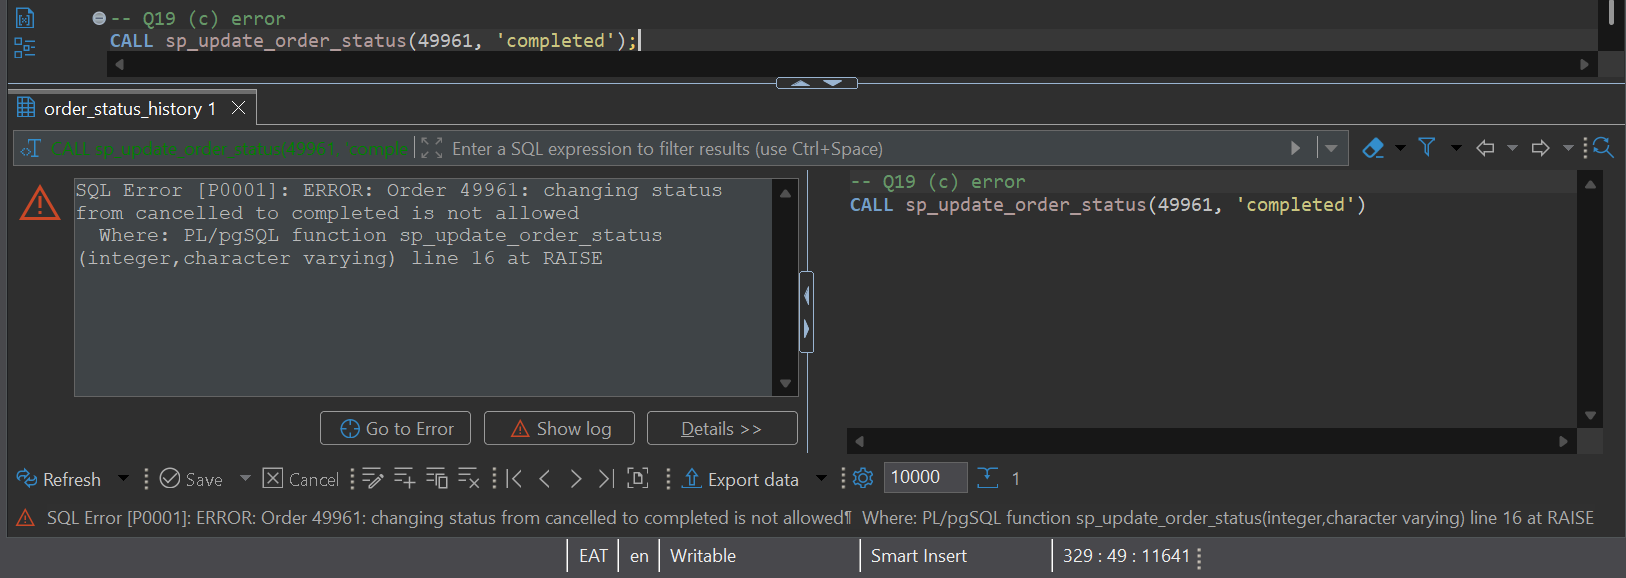 -- Q19 (c) error
CALL sp_update_order_status(49961, 'completed');
order_status_history 1
CALL sp_update_order_status(49961, 'comple
Enter a SQL expression to filter results (use Ctrl+Space)
SQL Error [P0001]: ERROR: Order 49961: changing status
from cancelled to completed is not allowed
  Where: PL/pgSQL function sp_update_order_status
(integer,character varying) line 16 at RAISE
-- Q19 (c) error
CALL sp_update_order_status(49961, 'completed')
Go to Error
Show log
Details >>
Refresh
Save
Cancel
Export data
10000
1
SQL Error [P0001]: ERROR: Order 49961: changing status from cancelled to completed is not allowed¶ Where: PL/pgSQL function sp_update_order_status(integer,character varying) line 16 at RAISE
EAT
en
Writable
Smart Insert
329 : 49 : 11641